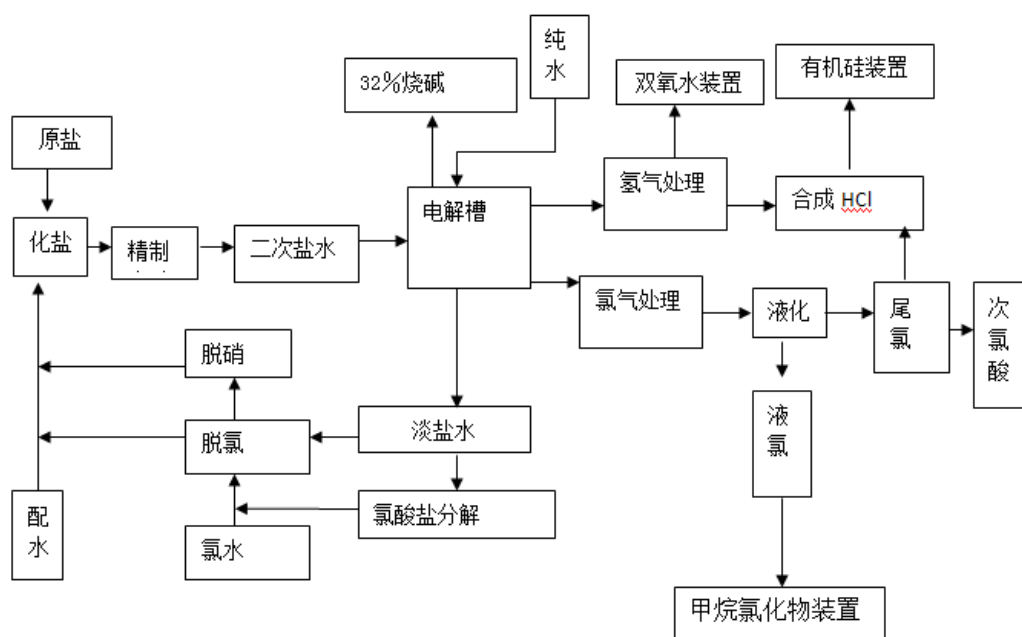 纯
水
32%烧碱
双氧水装置
有机硅装置
原盐
氢气处理
合成 HCl
电解槽
化盐
精制
二次盐水
氯气处理
液化
尾
氯
次
氯
酸
脱硝
液
氯
脱氯
淡盐水
配
水
氯酸盐分解
氯水
甲烷氯化物装置